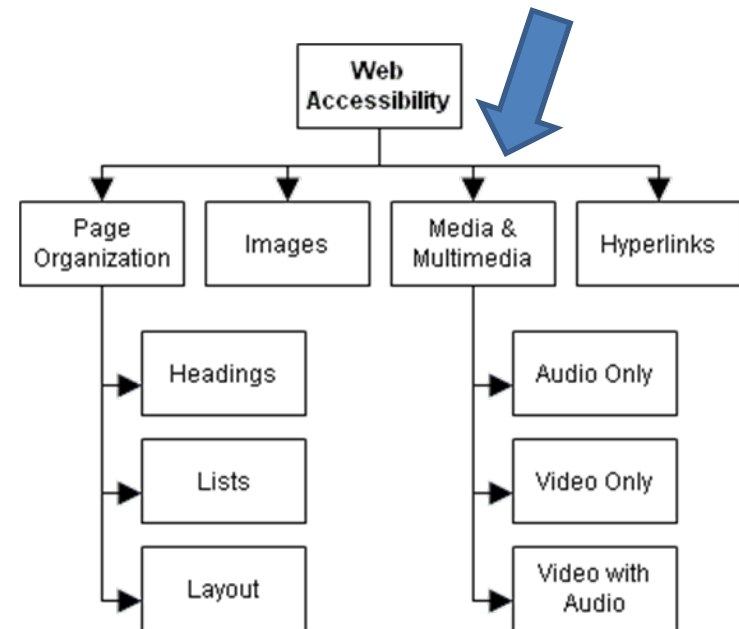 Web
Accessibility
Page
Organization
Images
Media &
Multimedia
Hyperlinks
Headings
Lists
Layout
Audio Only
Video Only
Video with
Audio